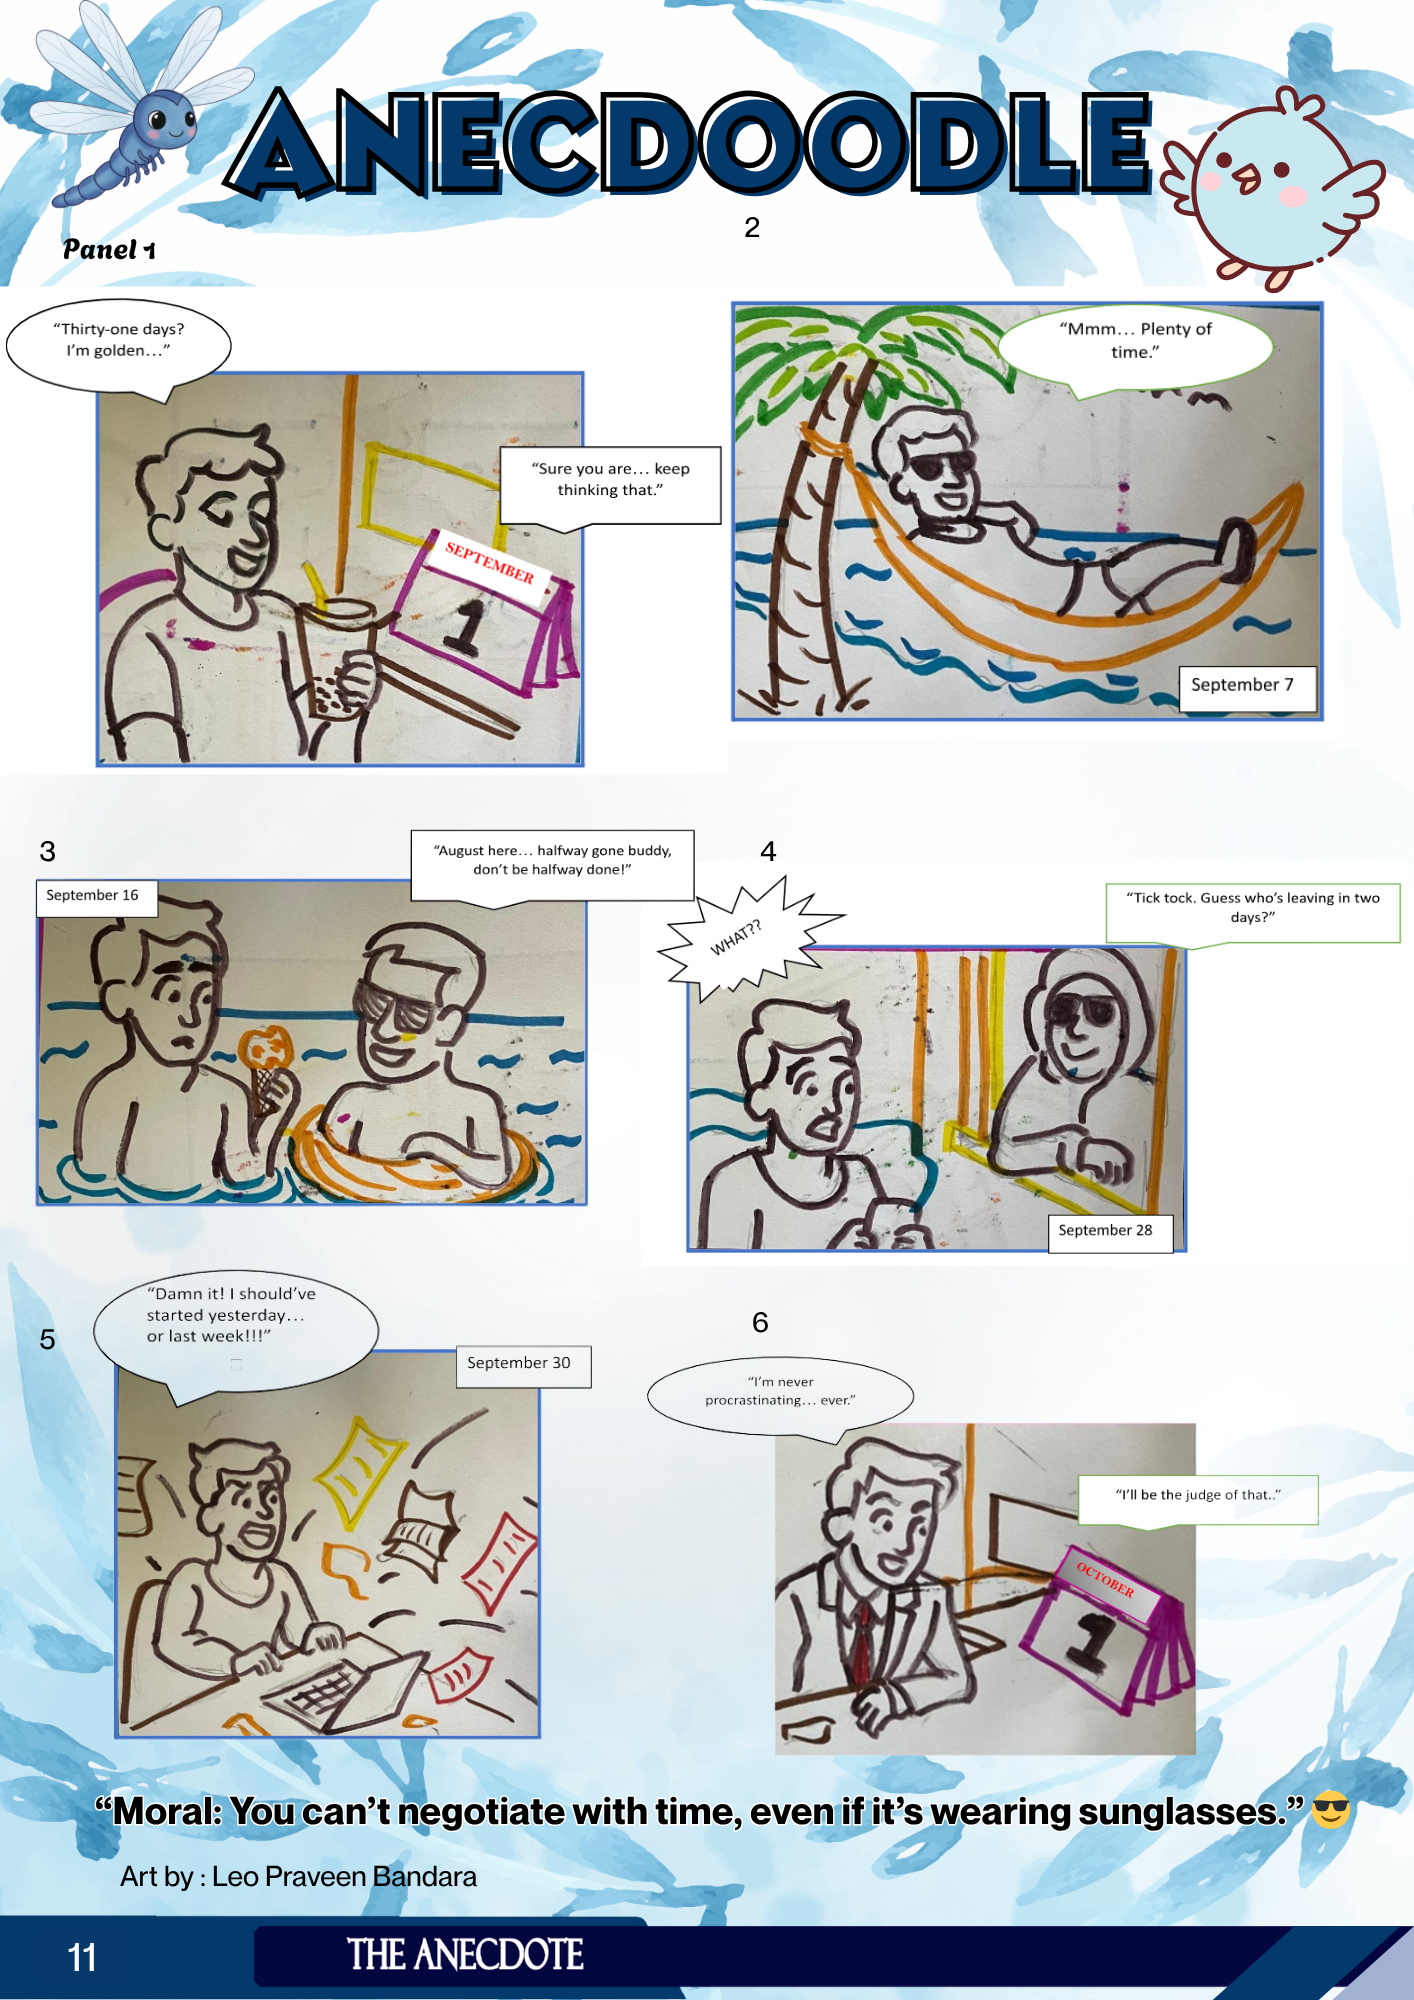 ANECDOODLE
Panel 1
“Thirty-one days?
I’m golden...”
“Sure you are... keep
thinking that.”
SEPTEMBER
1
2
“Mmm... Plenty of
time.”
September 7
3
September 16
“August here... halfway gone buddy,
don’t be halfway done!”
4
WHAT??
“Tick tock. Guess who’s leaving in two
days?”
September 28
5
“Damn it! I should’ve
started yesterday...
or last week!!!”
September 30
6
“I’m never
procrastinating... ever.”
“I’ll be the judge of that..”
OCTOBER
1
“Moral: You can’t negotiate with time, even if it’s wearing sunglasses.” 😎
Art by : Leo Praveen Bandara
11
THE ANECDOTE